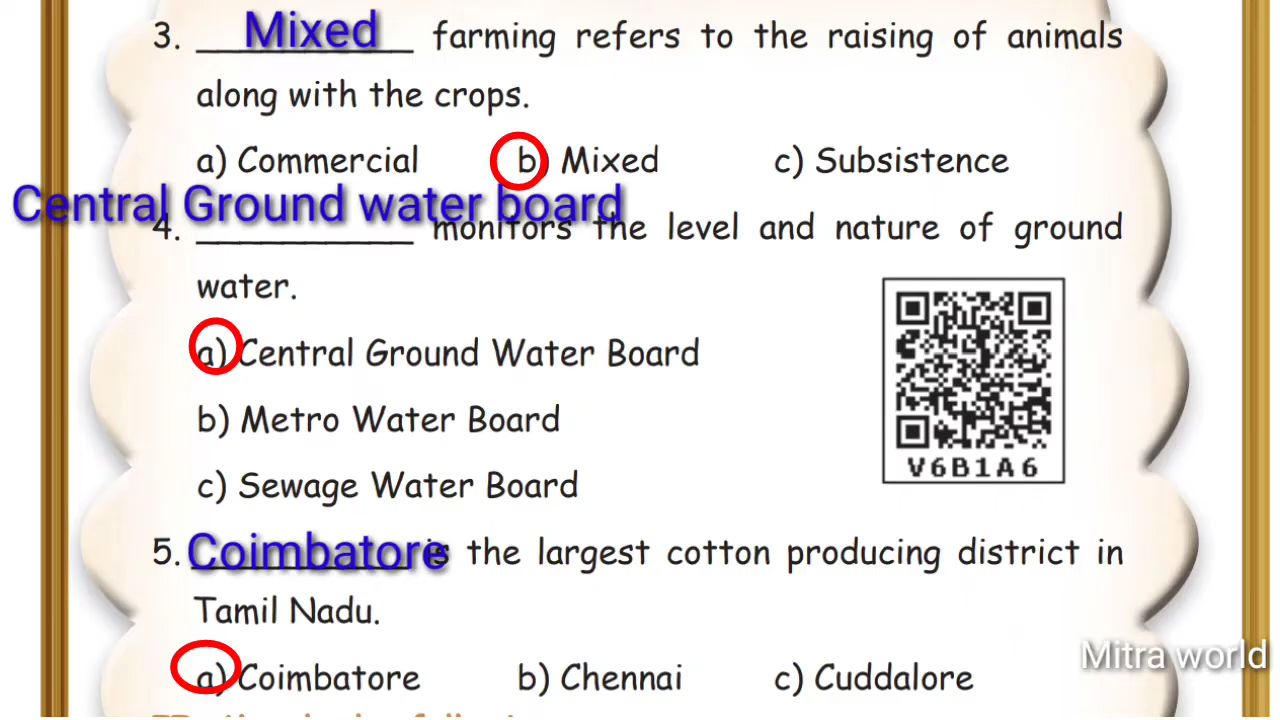 3. Mixed farming refers to the raising of animals
along with the crops.
a) Commercial b) Mixed c) Subsistence
Central Ground water board
4. __________ monitors the level and nature of ground
water.
a) Central Ground Water Board
b) Metro Water Board
V6B1A6
c) Sewage Water Board
5. Coimbatore is the largest cotton producing district in
Tamil Nadu.
Mitra world
a) Coimbatore b) Chennai c) Cuddalore